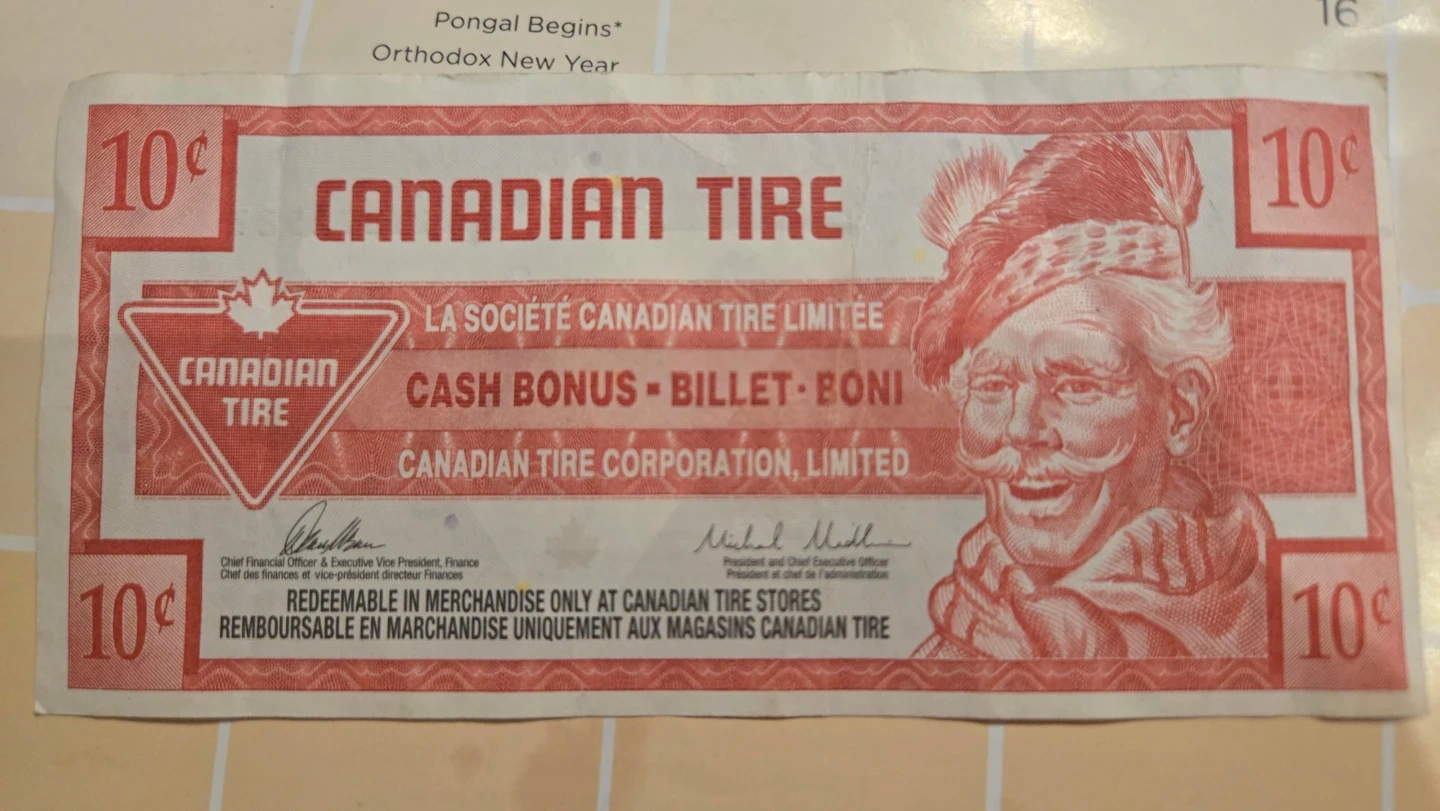 Pongal Begins*
Orthodox New Year
16
10¢
10¢
CANADIAN TIRE
LA SOCIÉTÉ CANADIAN TIRE LIMITÉE
CANADIAN
TIRE
CASH BONUS - BILLET · BONI
CANADIAN TIRE CORPORATION, LIMITED
Chief Financial Officer & Executive Vice President, Finance
Chef des finances et vice-président directeur Finances
President and Chief Executive Officer
Président et chef de l'administration
REDEEMABLE IN MERCHANDISE ONLY AT CANADIAN TIRE STORES
REMBOURSABLE EN MARCHANDISE UNIQUEMENT AUX MAGASINS CANADIAN TIRE
10¢
10¢